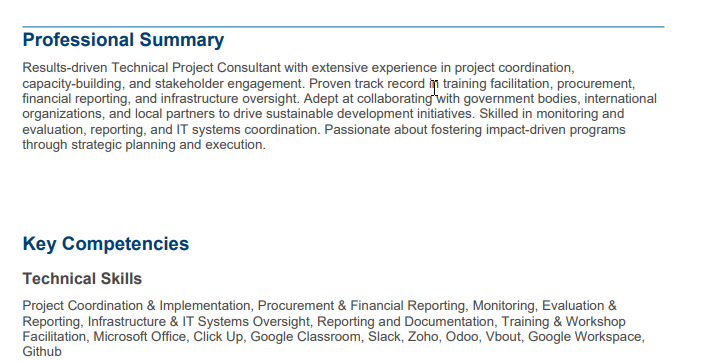 Professional Summary
Results-driven Technical Project Consultant with extensive experience in project coordination,
capacity-building, and stakeholder engagement. Proven track record in training facilitation, procurement,
financial reporting, and infrastructure oversight. Adept at collaborating with government bodies, international
organizations, and local partners to drive sustainable development initiatives. Skilled in monitoring and
evaluation, reporting, and IT systems coordination. Passionate about fostering impact-driven programs
through strategic planning and execution.
Key Competencies
Technical Skills
Project Coordination & Implementation, Procurement & Financial Reporting, Monitoring, Evaluation &
Reporting, Infrastructure & IT Systems Oversight, Reporting and Documentation, Training & Workshop
Facilitation, Microsoft Office, Click Up, Google Classroom, Slack, Zoho, Odoo, Vbout, Google Workspace,
Github